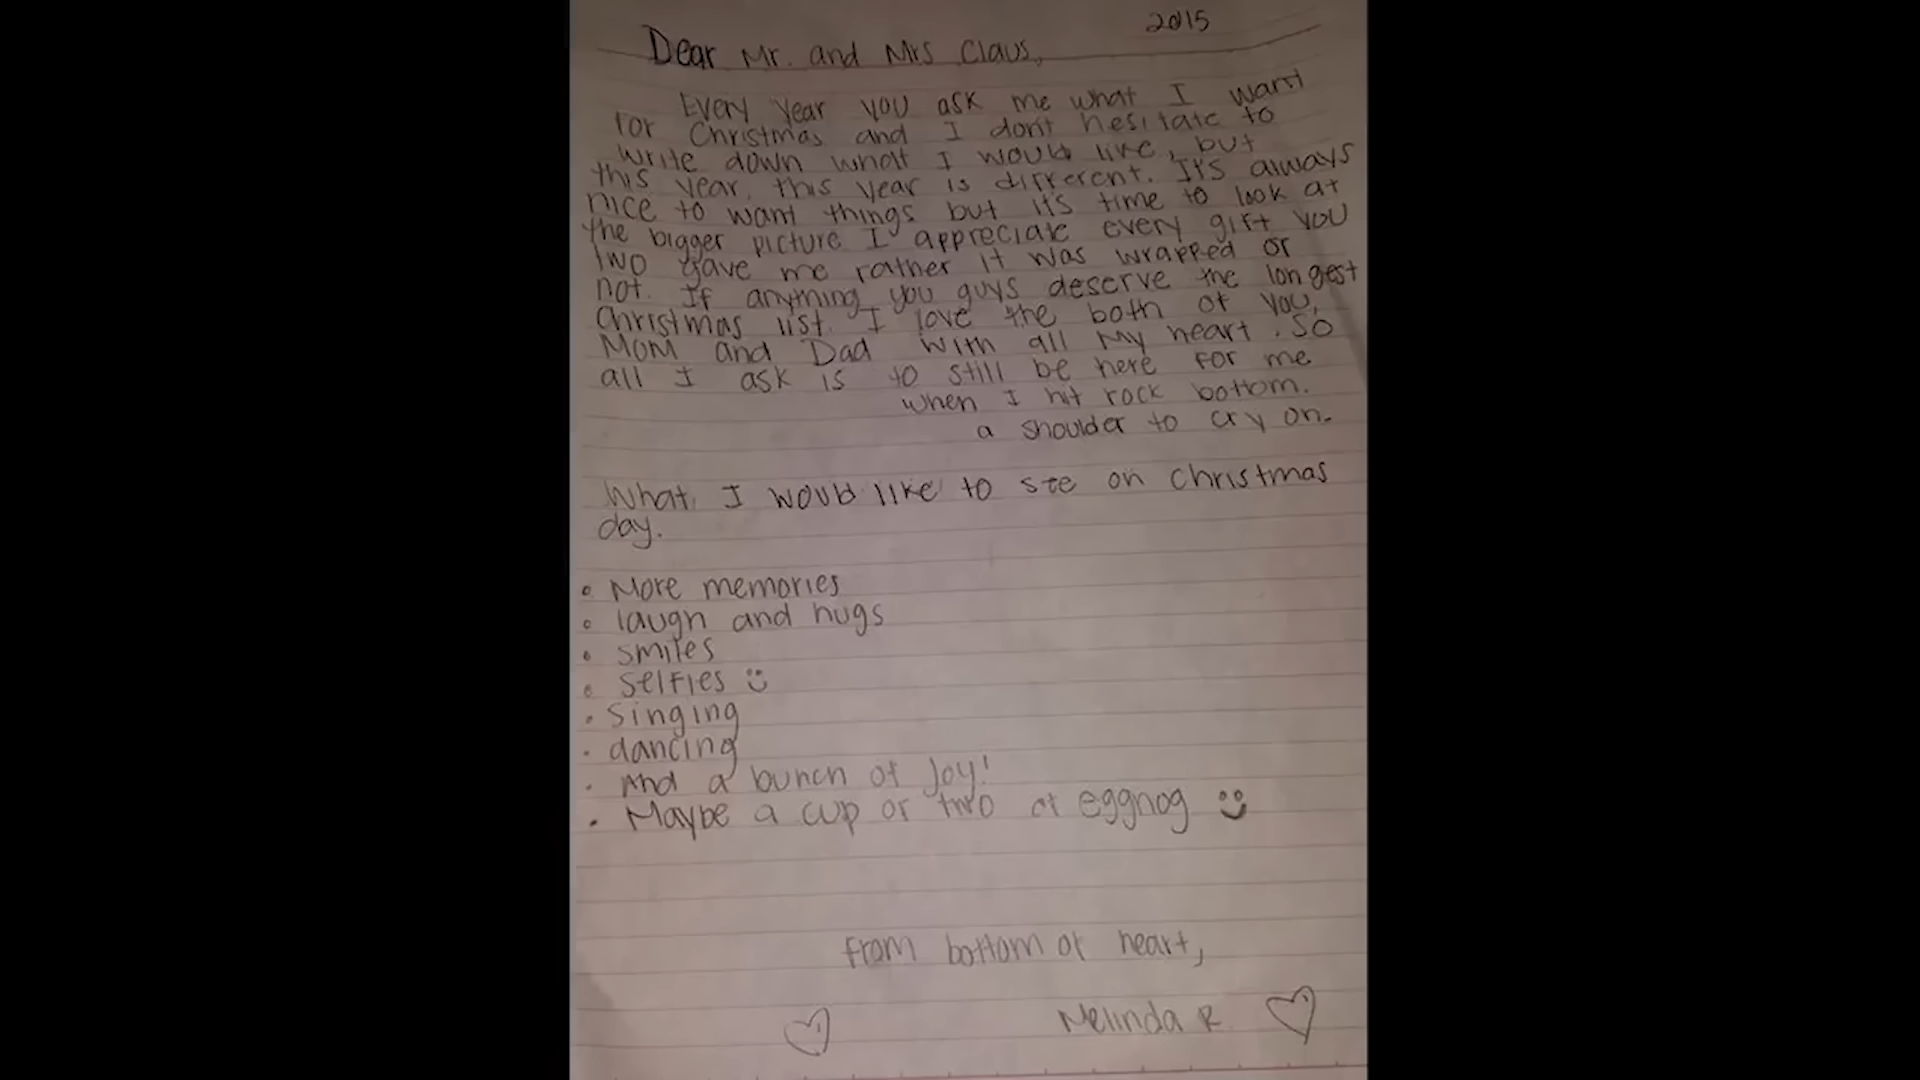 2015
Dear Mr. and Mrs Claus,
Every year you ask me what I want
for Christmas and I dont hesitate to
write down what I would like, but
this year, this year is different. It's always
nice to want things but it's time to look at
the bigger picture I appreciate every gift you
two gave me rather it was wrapped or
not. If anything you guys deserve the longest
Christmas list. I love the both of you,
Mom and Dad with all my heart. So
all I ask is to still be here for me
when I hit rock bottom.
a shoulder to cry on.
What I would like to see on Christmas
day.
• More memories
• laugh and hugs
• smiles
• selfies ☺
• singing
• dancing
• And a bunch of Joy!
• Maybe a cup or two of eggnog ☺
from bottom of heart,
♡ Melinda R ♡